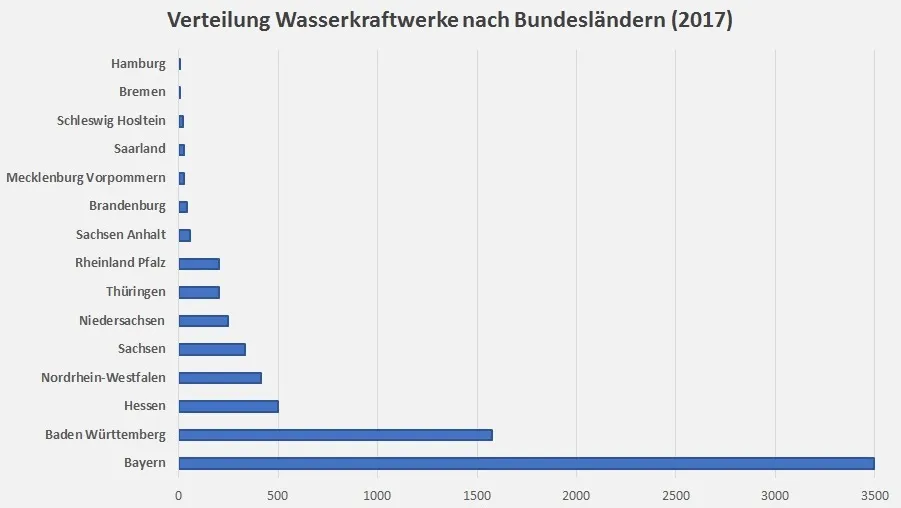 Verteilung Wasserkraftwerke nach Bundesländern (2017)
Hamburg
Bremen
Schleswig Hosltein
Saarland
Mecklenburg Vorpommern
Brandenburg
Sachsen Anhalt
Rheinland Pfalz
Thüringen
Niedersachsen
Sachsen
Nordrhein-Westfalen
Hessen
Baden Württemberg
Bayern
0 500 1000 1500 2000 2500 3000 3500